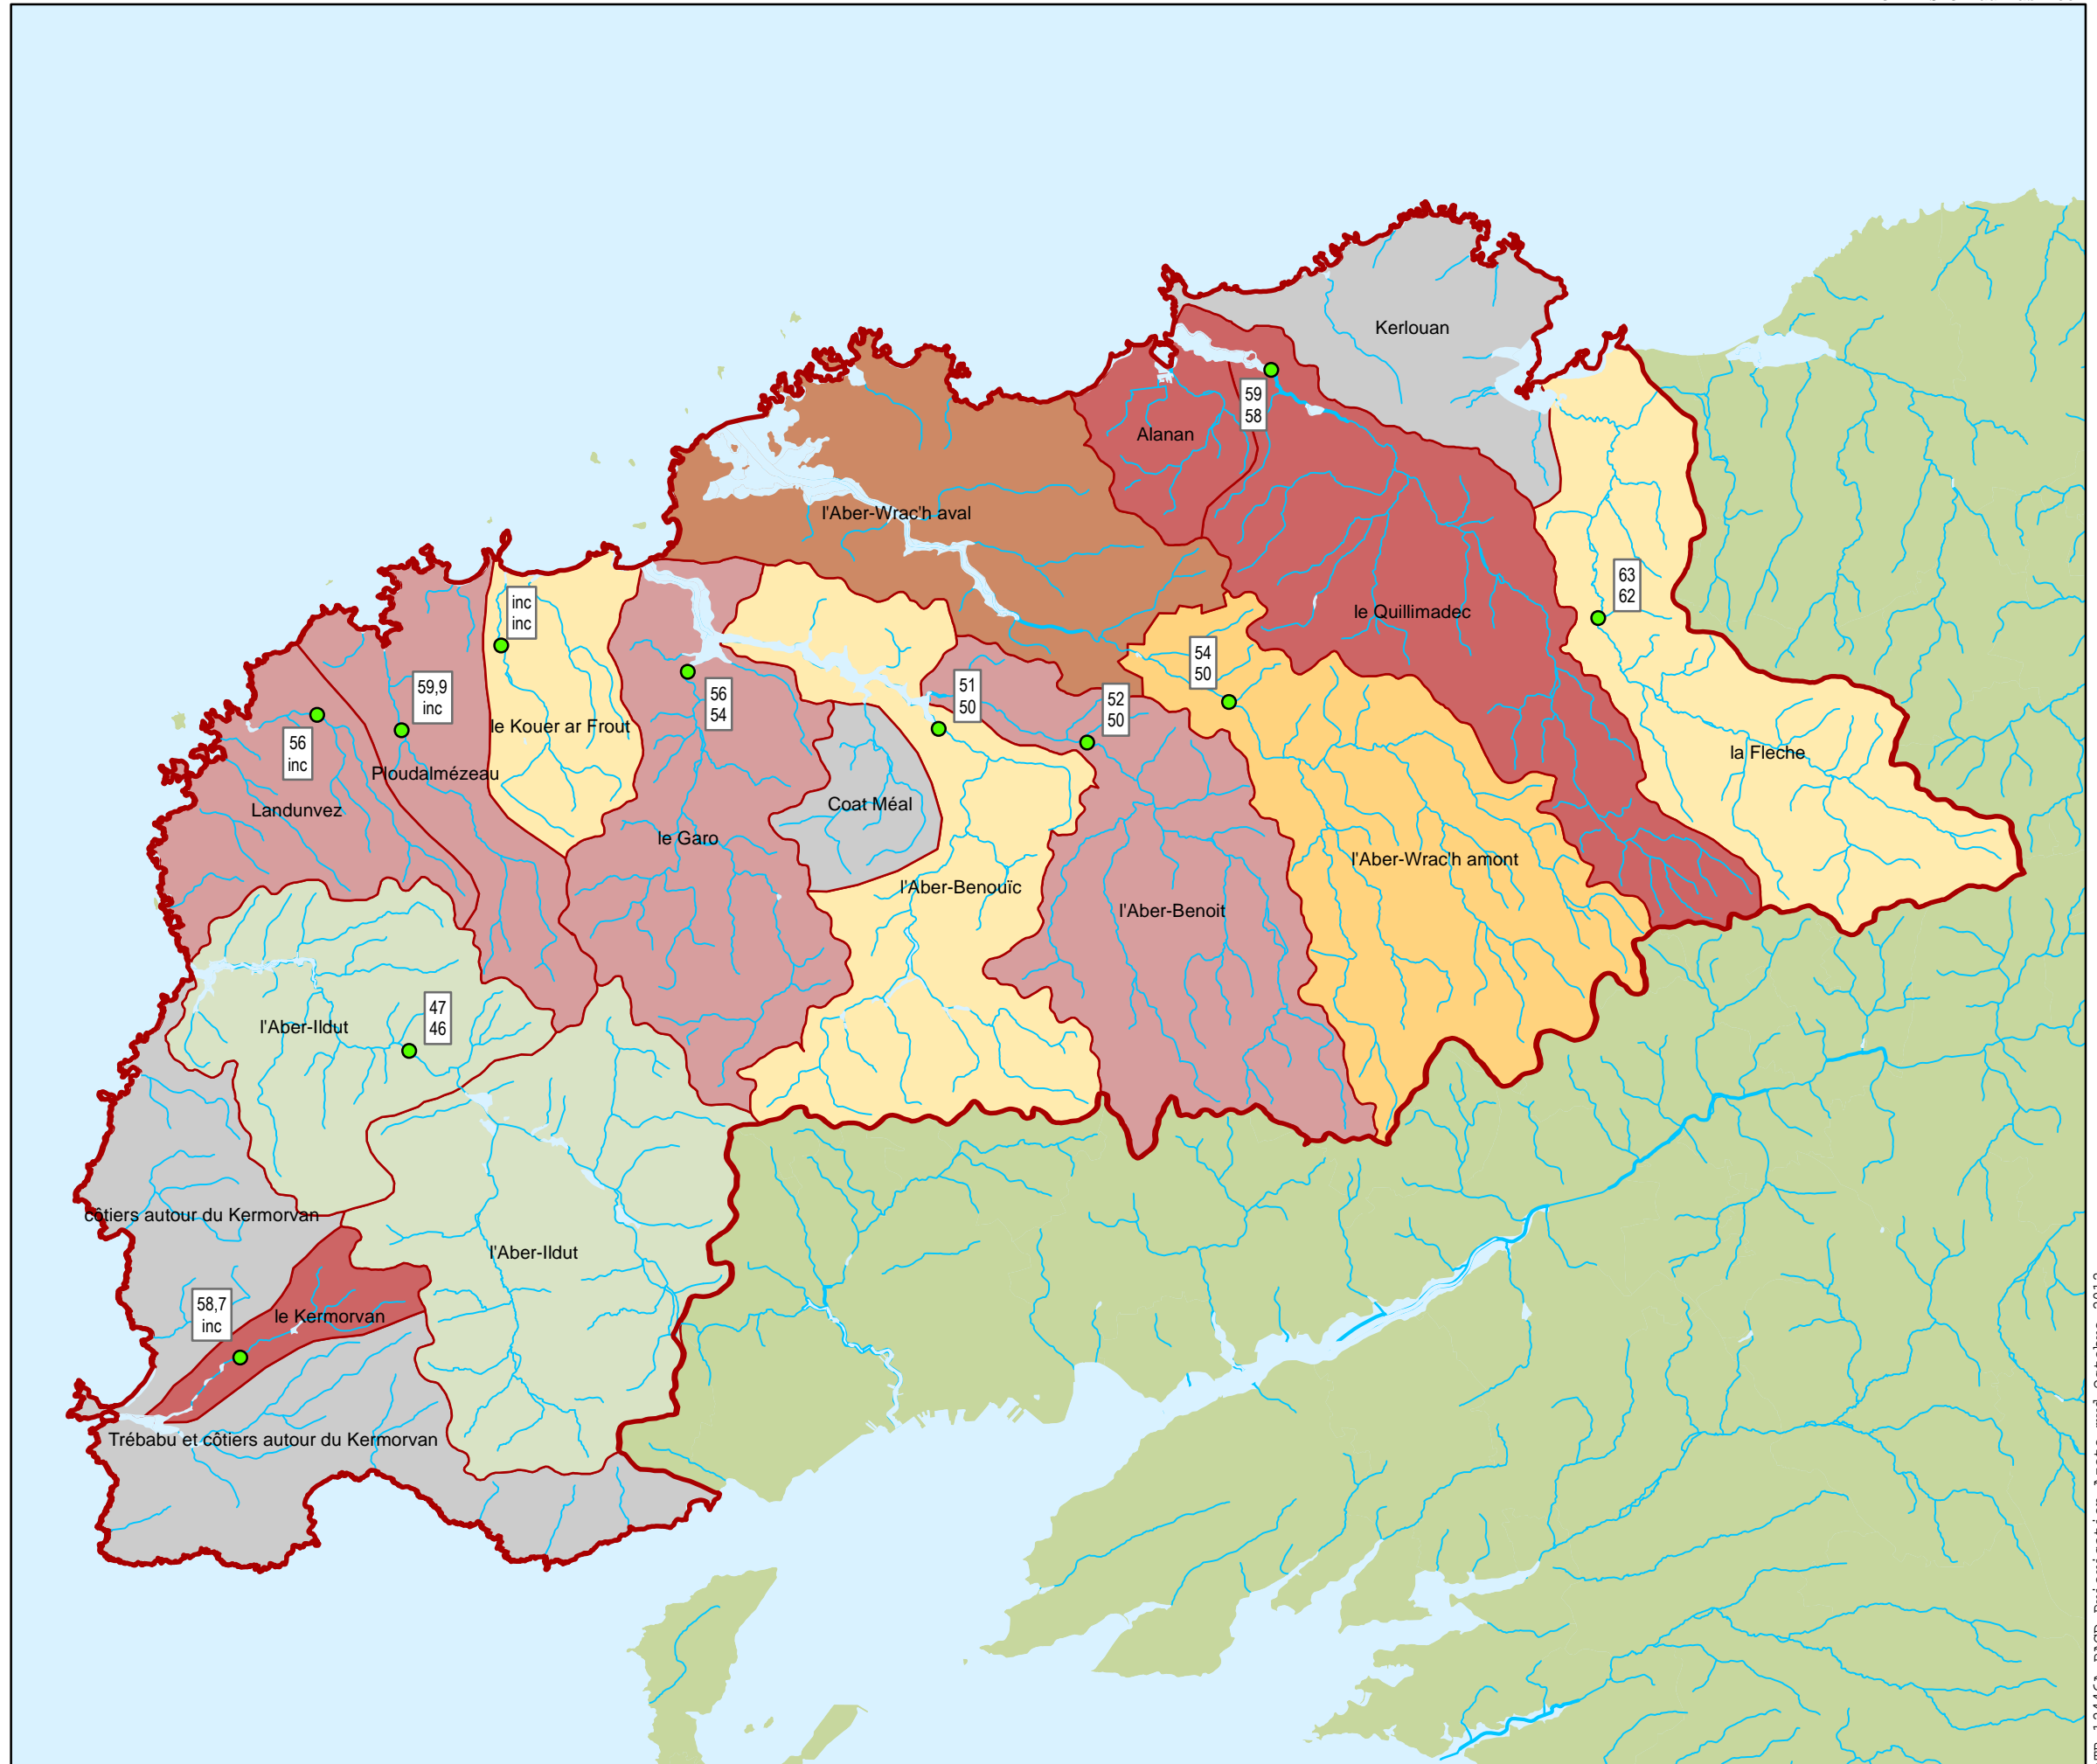 Kerlouan
59
58
Alanan
l'Aber-Wrac'h aval
63
62
inc
inc
le Quillimadec
54
50
59,9
inc
56
54
51
50
52
50
56
inc
le Kouer ar Frout
la Fleche
Ploudalmézeau
Landunvez
Coat Méal
le Garo
l'Aber-Wrac'h amont
l'Aber-Benouïc
l'Aber-Benoit
47
46
l'Aber-Ildut
côtiers autour du Kermorvan
l'Aber-Ildut
58,7
inc
le Kermorvan
Trébabu et côtiers autour du Kermorvan